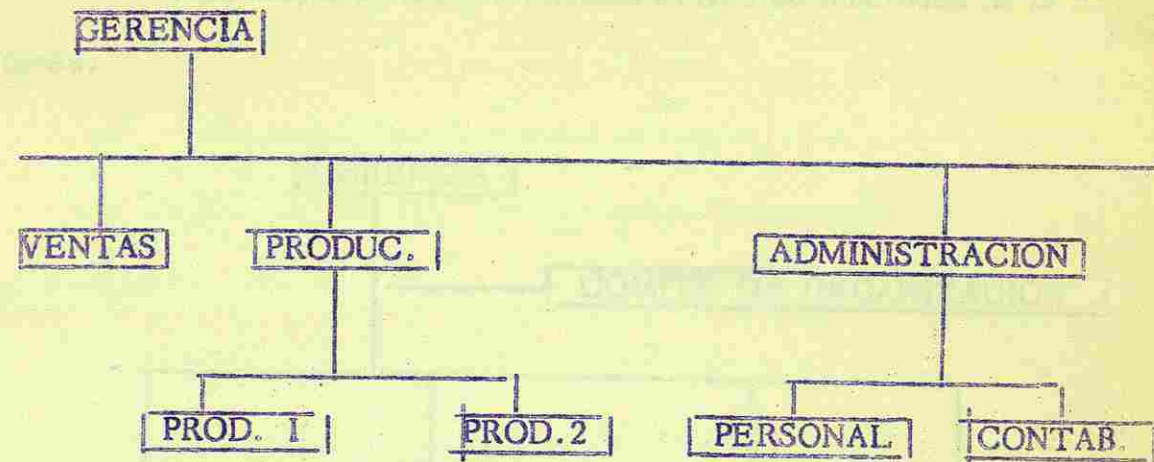 GERENCIA
VENTAS PRODUC. ADMINISTRACION
PROD. 1 PROD.2 PERSONAL CONTAB.